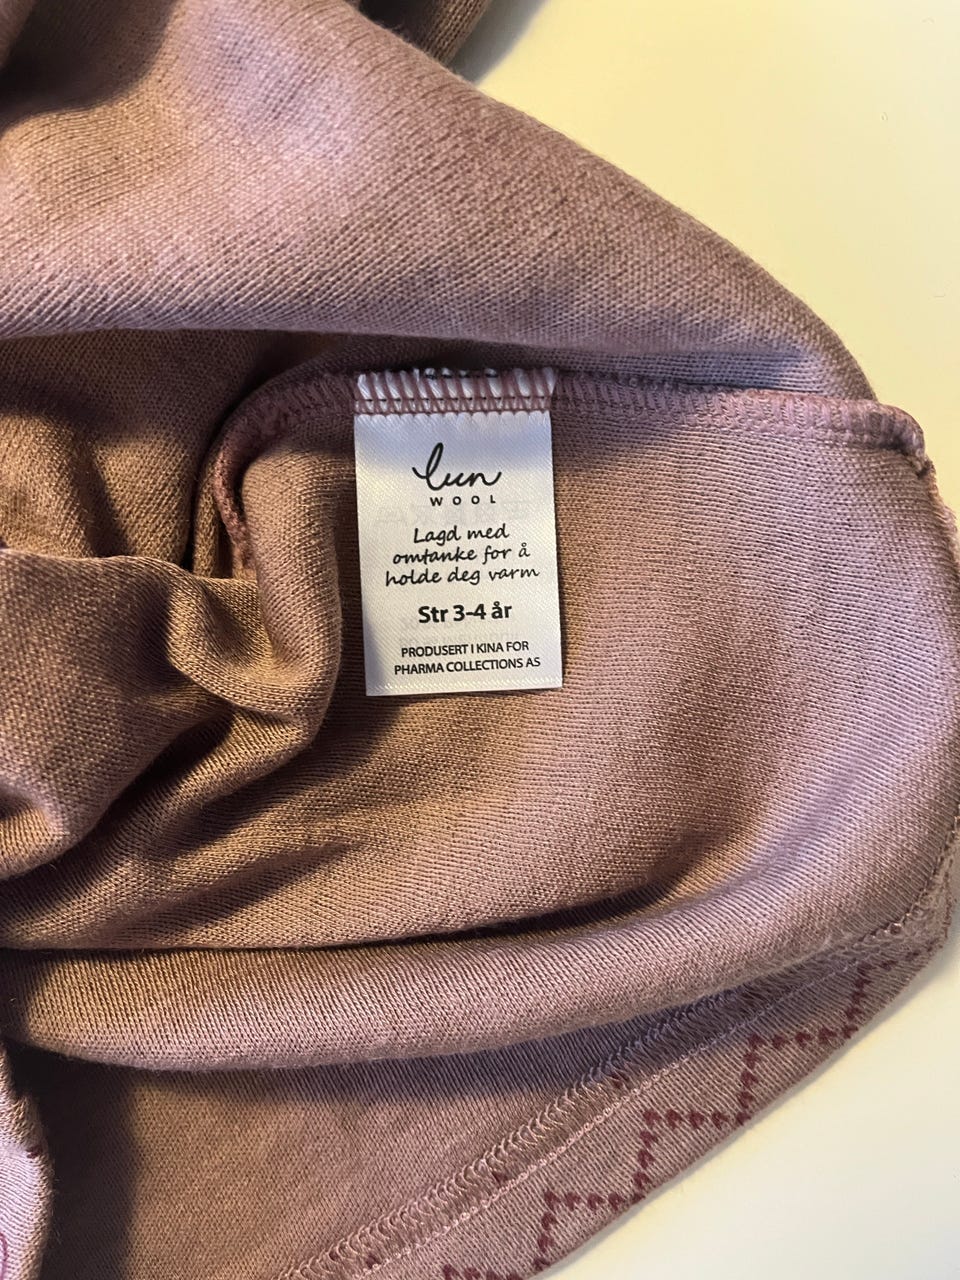 lun
WOOL
Lagd med
omtanke for å
holde deg varm
Str 3-4 år
PRODUSERT I KINA FOR
PHARMA COLLECTIONS AS